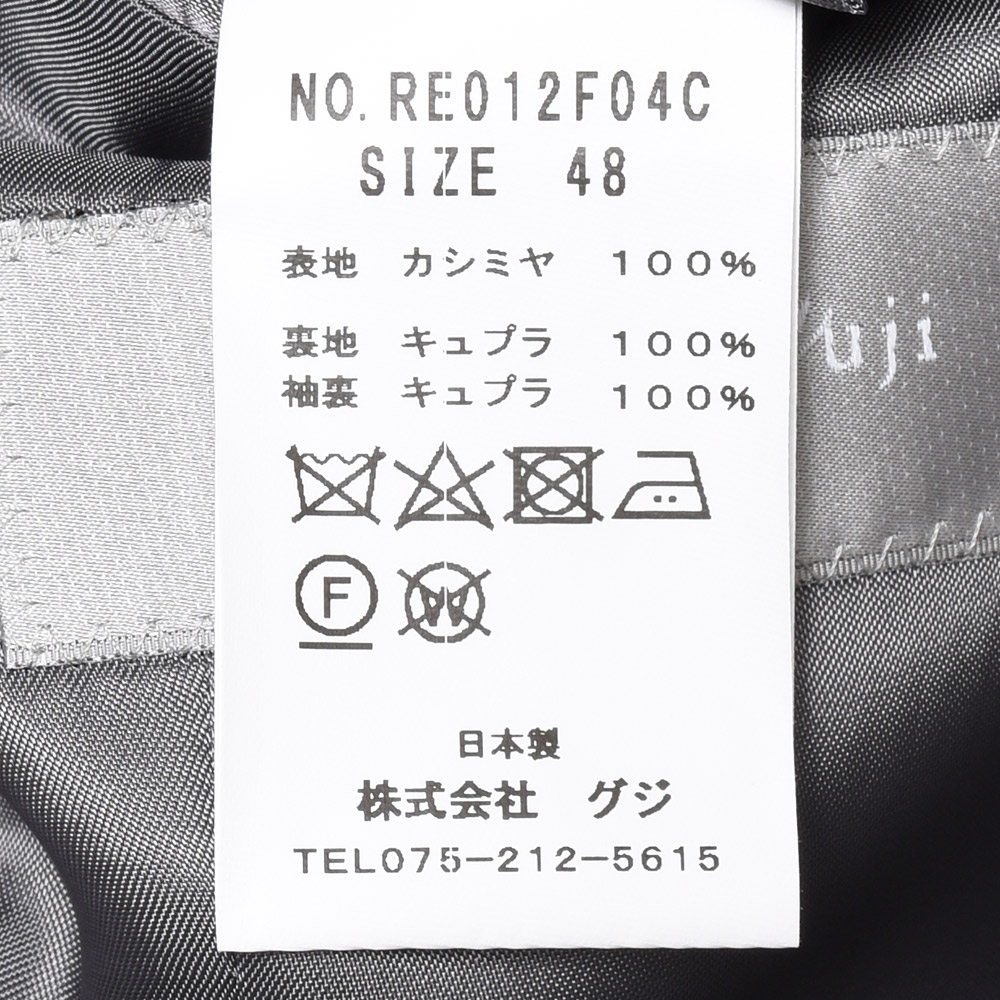 NO. RE012F04C
SIZE 48
表地 カシミヤ 100%
裏地 キュプラ 100%
袖裏 キュプラ 100%
F
W
日本製
株式会社 グジ
TEL075-212-5615
uji